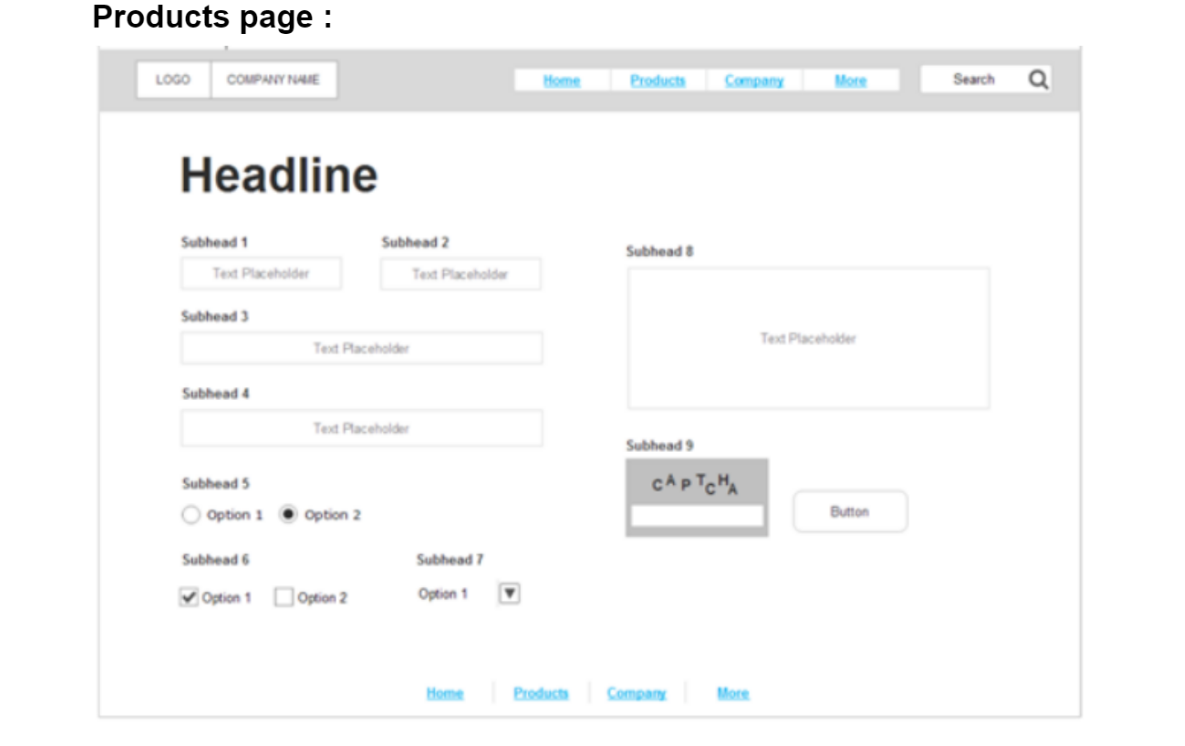 Products page :
LOGO COMPANY NAME Home Products Company More Search
Headline
Subhead 1 Subhead 2
Text Placeholder Text Placeholder
Subhead 3
Text Placeholder
Subhead 4
Text Placeholder
Subhead 5
Option 1 Option 2
Subhead 6 Subhead 7
Option 1 Option 2 Option 1
Subhead 8
Text Placeholder
Subhead 9
CAPTCHA
Button
Home Products Company More